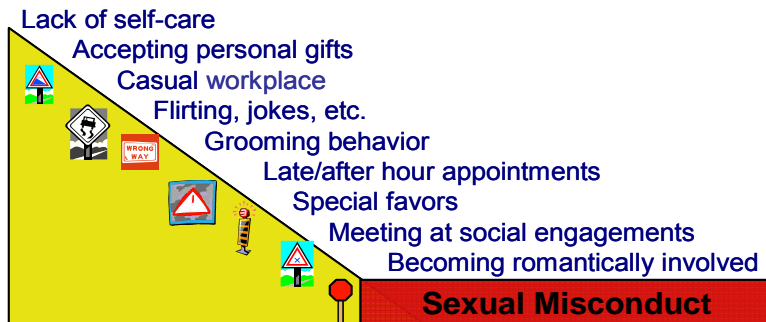 Lack of self-care
Accepting personal gifts
Casual workplace
Flirting, jokes, etc.
Grooming behavior
WRONG
WAY
Late/after hour appointments
Special favors
Meeting at social engagements
Becoming romantically involved
Sexual Misconduct